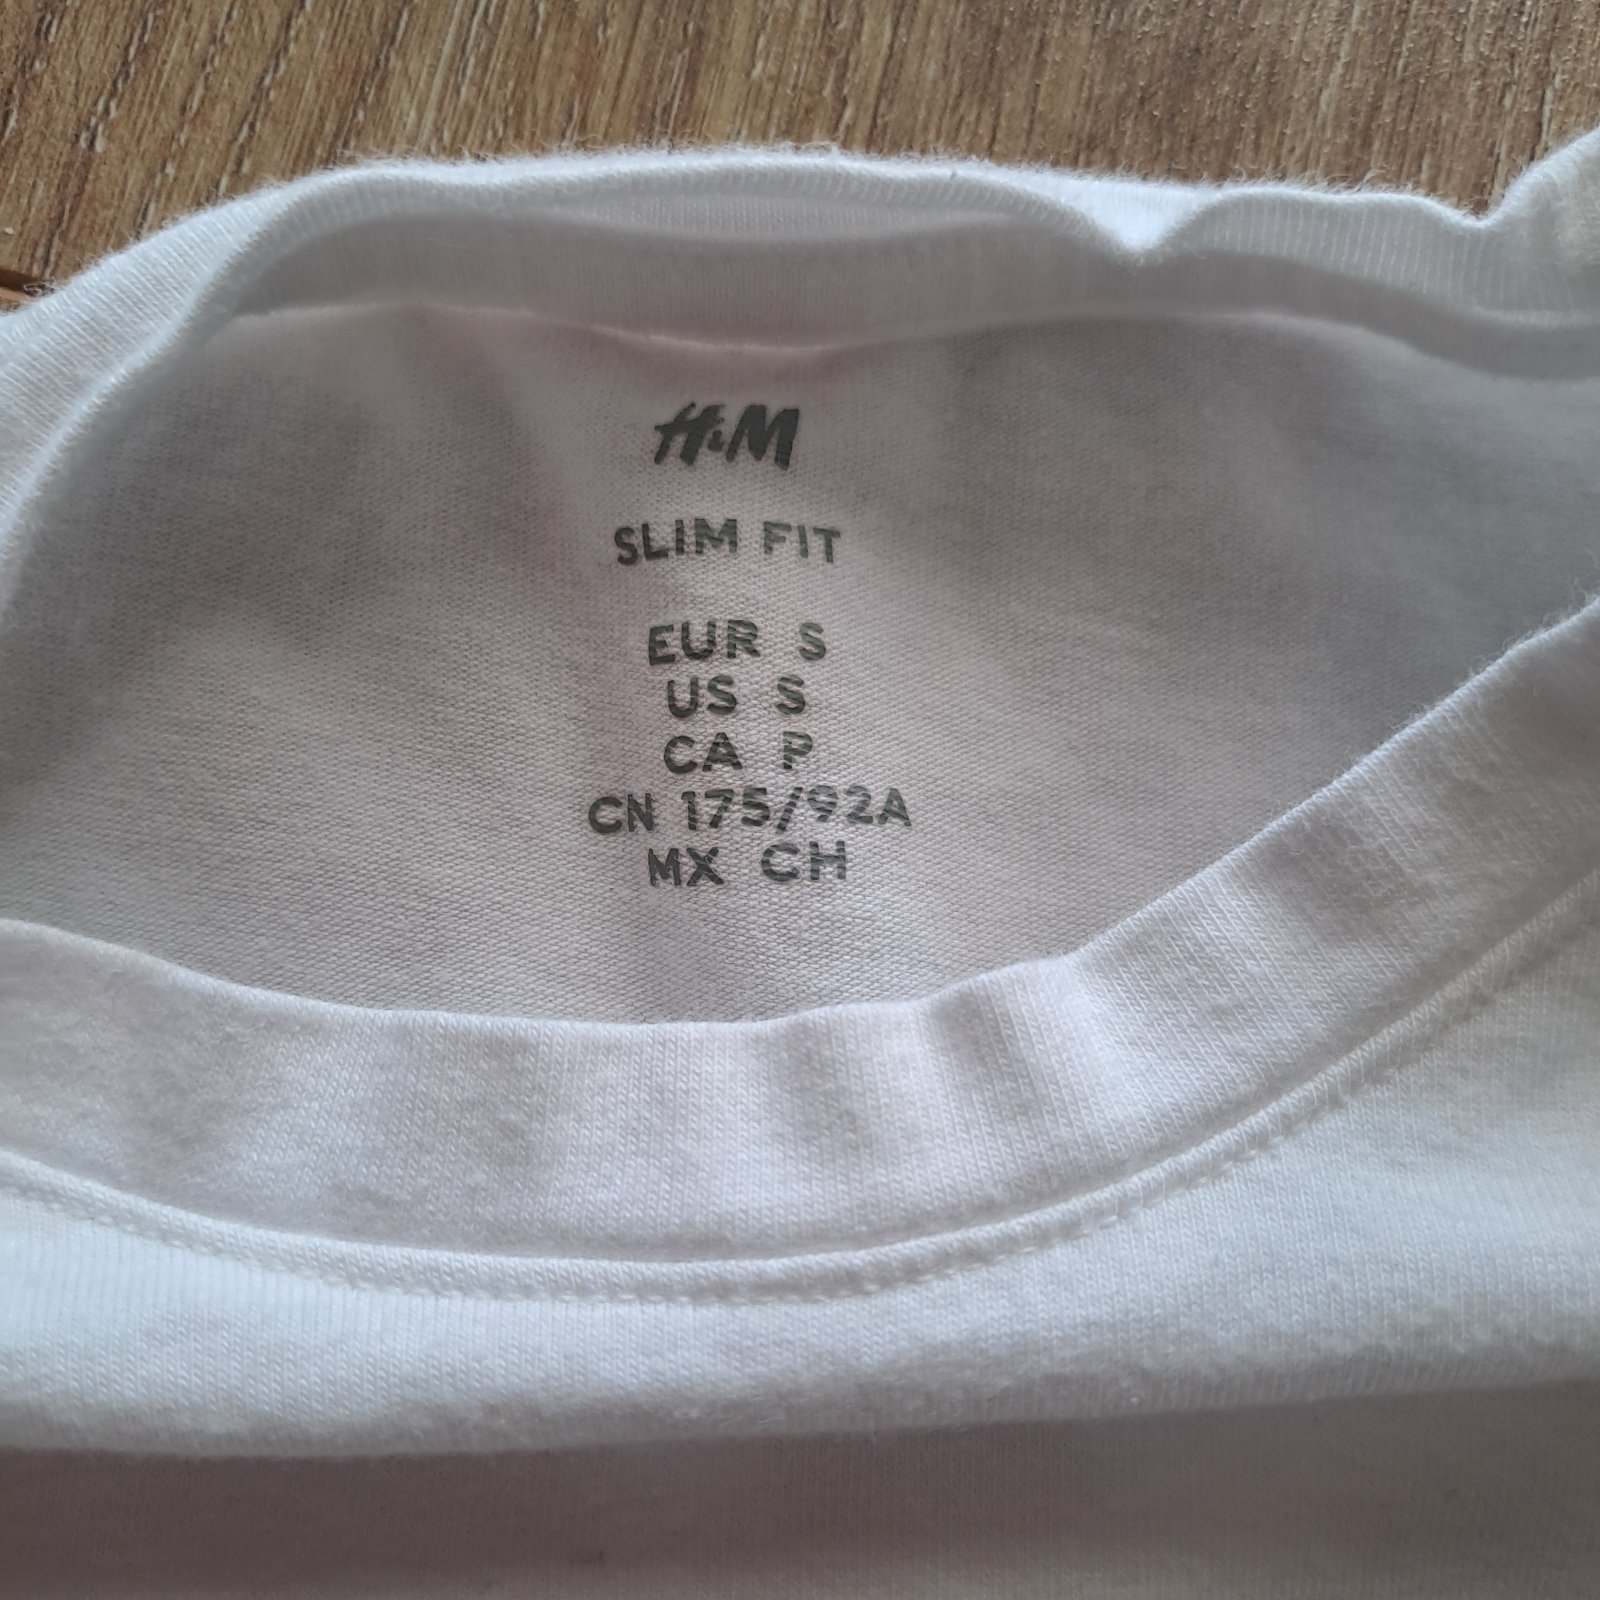 H&M
SLIM FIT
EUR S
US S
CA P
CN 175/92A
MX CH